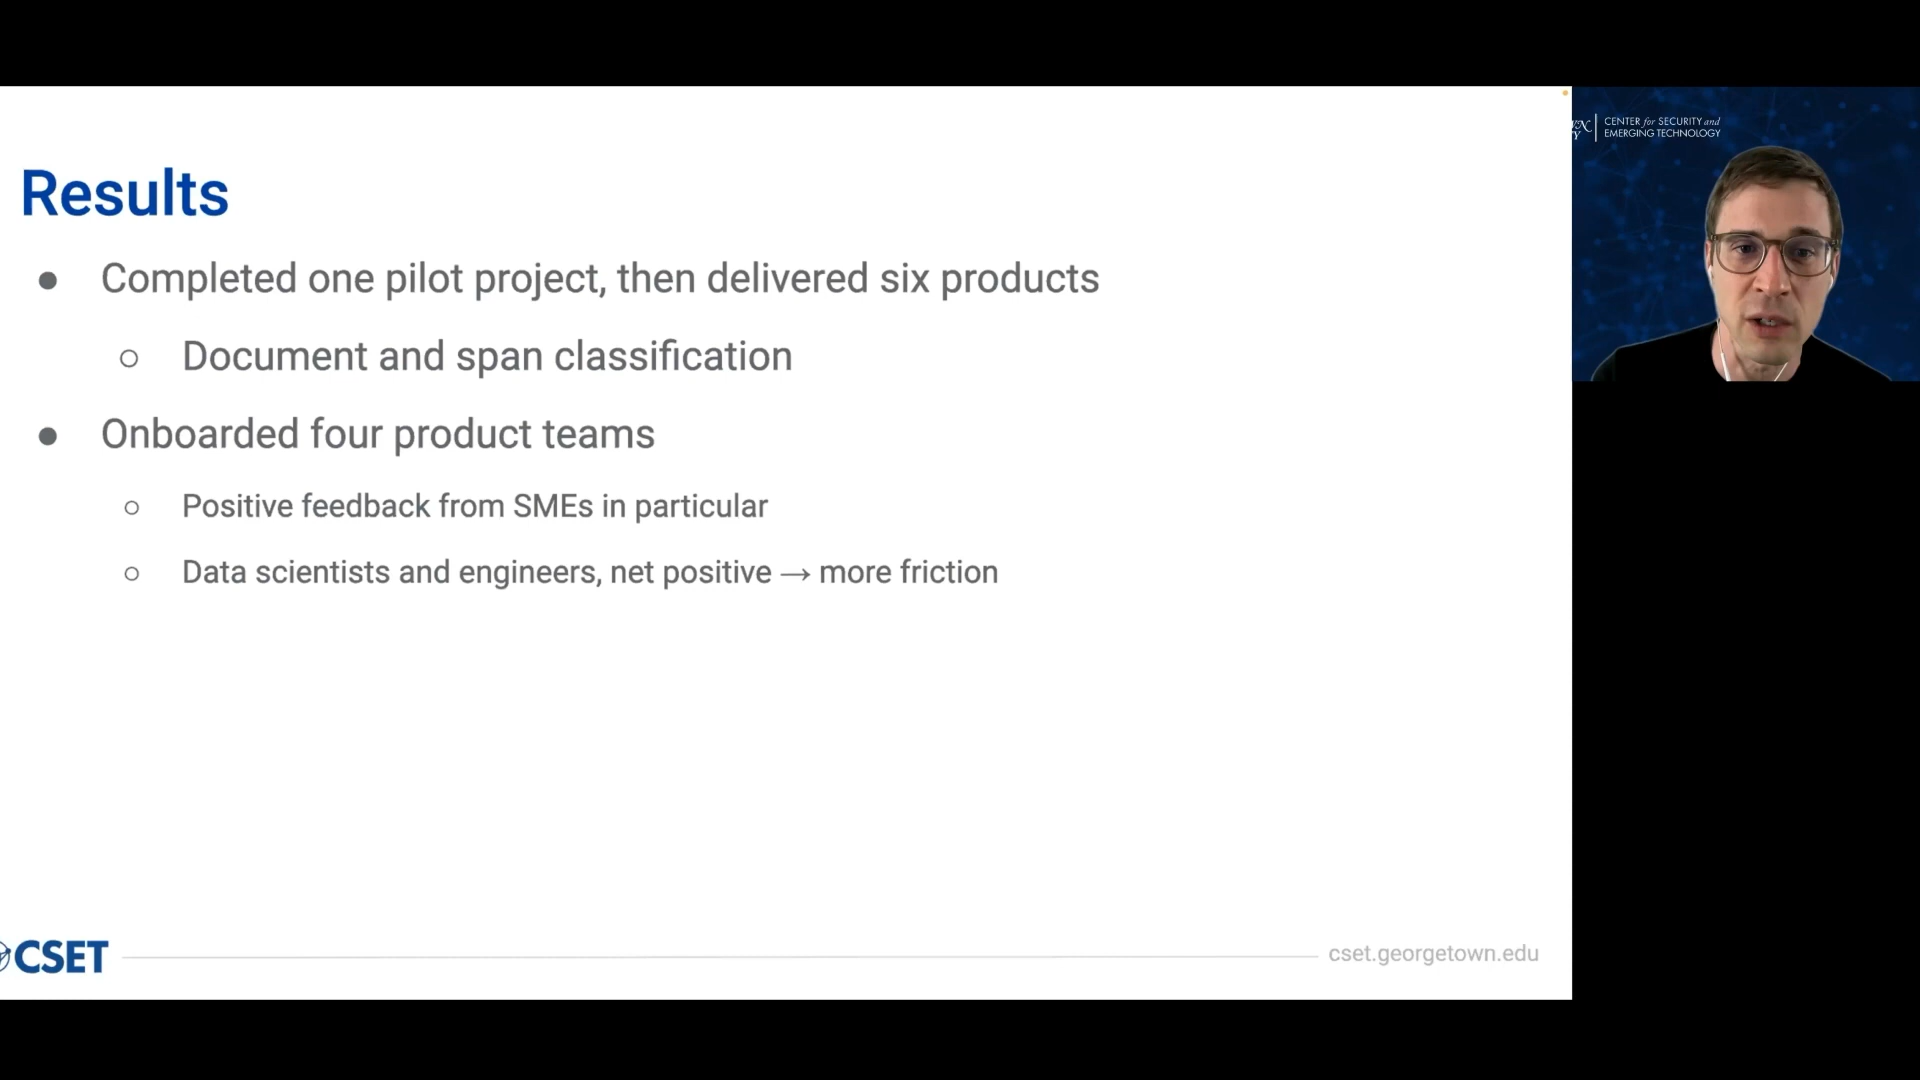 Results
● Completed one pilot project, then delivered six products
○ Document and span classification
● Onboarded four product teams
○ Positive feedback from SMEs in particular
○ Data scientists and engineers, net positive → more friction
CSET
cset.georgetown.edu
CENTER for SECURITY and
EMERGING TECHNOLOGY